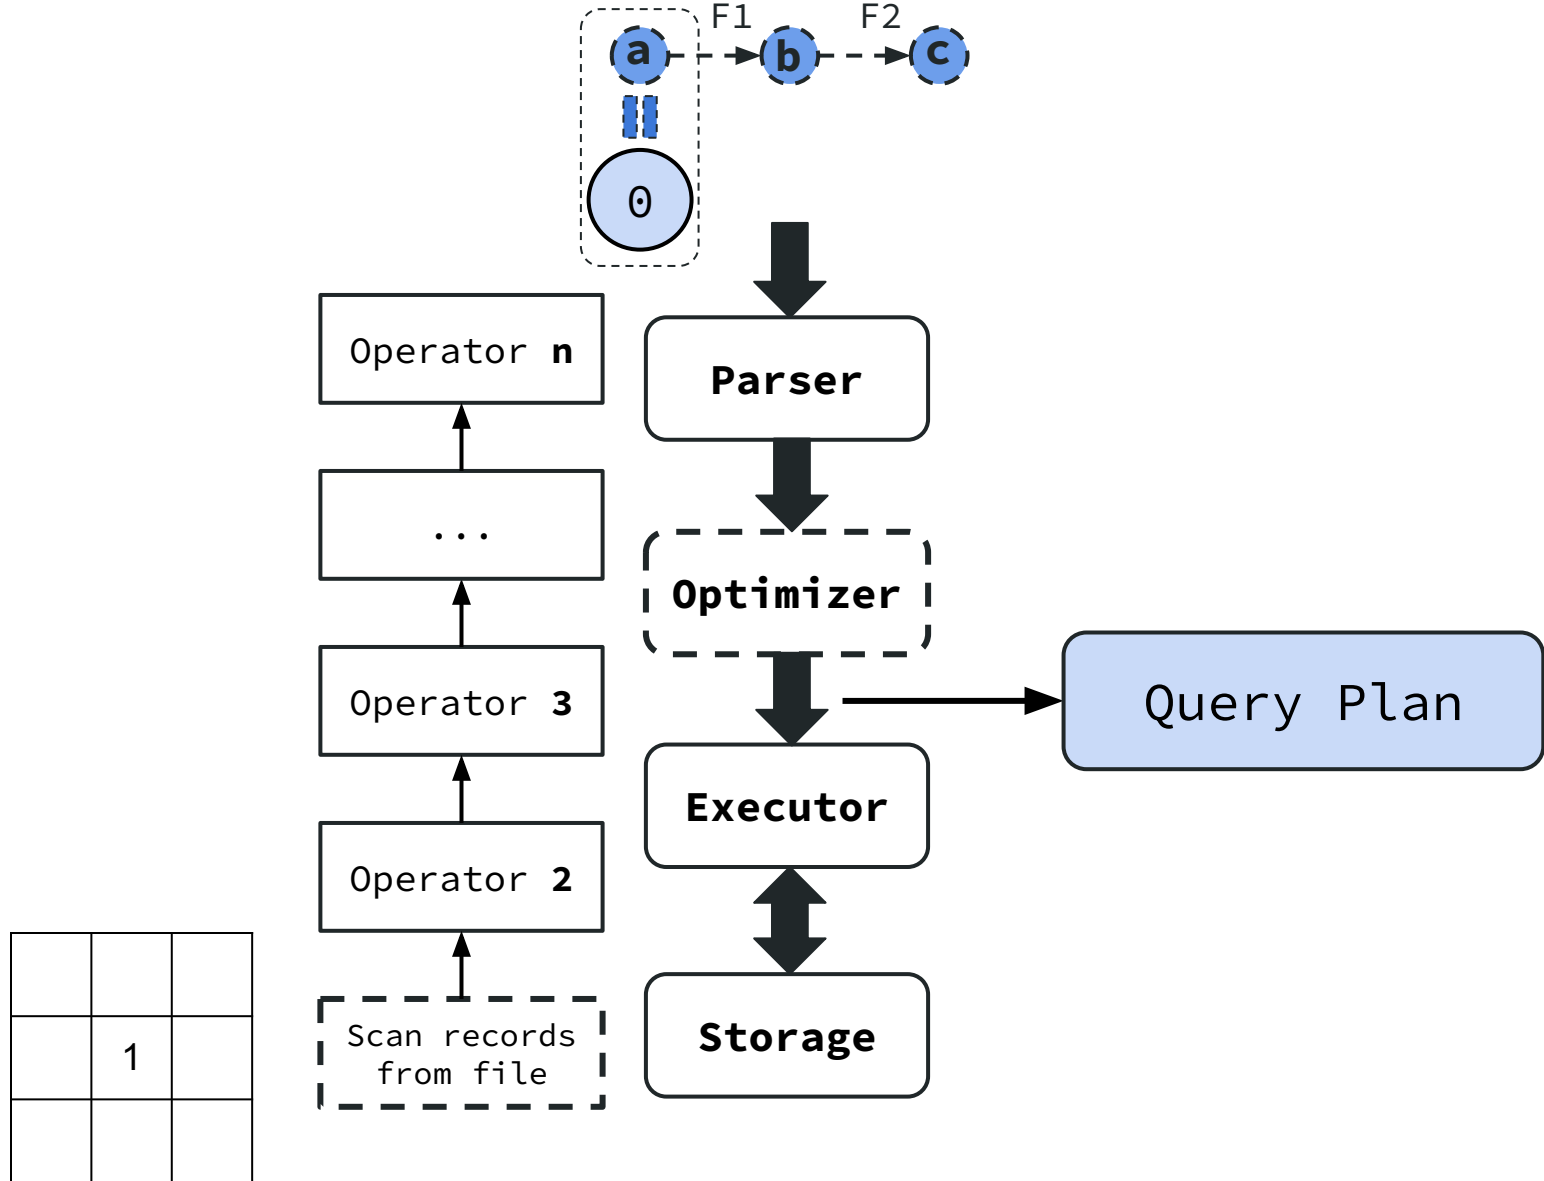 F1
F2
a
b
c
0
Operator n
Parser
...
Optimizer
Operator 3
Query Plan
Executor
Operator 2
Scan records
from file
Storage
1